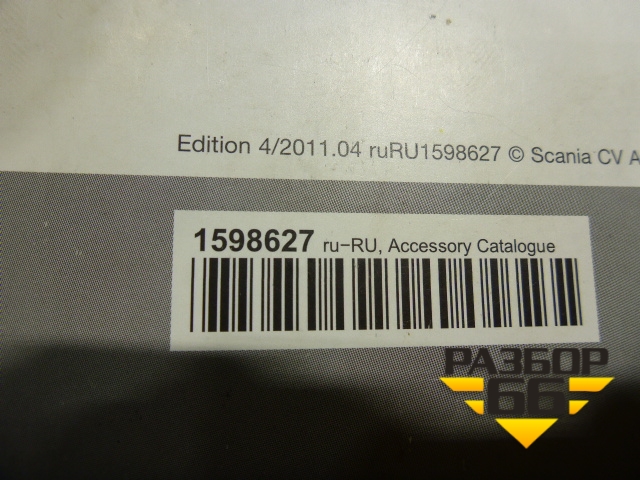 Edition 4/2011.04 ruRU1598627 © Scania CV A
1598627 ru-RU, Accessory Catalogue
РАЗБОР
66